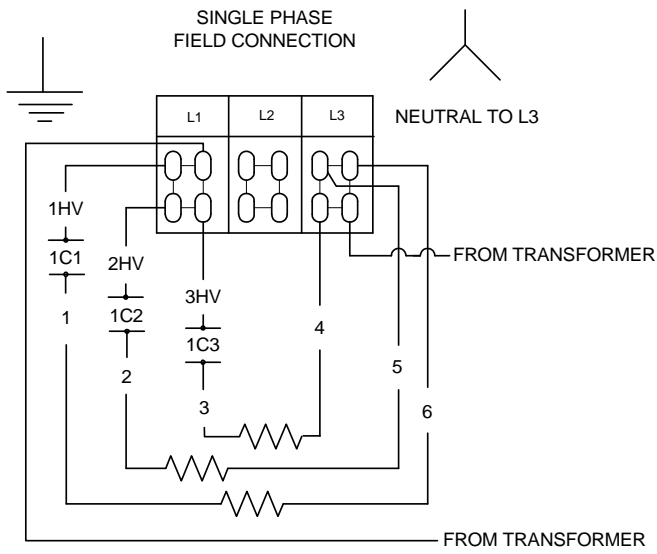 SINGLE PHASE
FIELD CONNECTION
L1 L2 L3
NEUTRAL TO L3
1HV
1C1
2HV
FROM TRANSFORMER
1C2
3HV
1C3
1
2
3
4
5
6
FROM TRANSFORMER